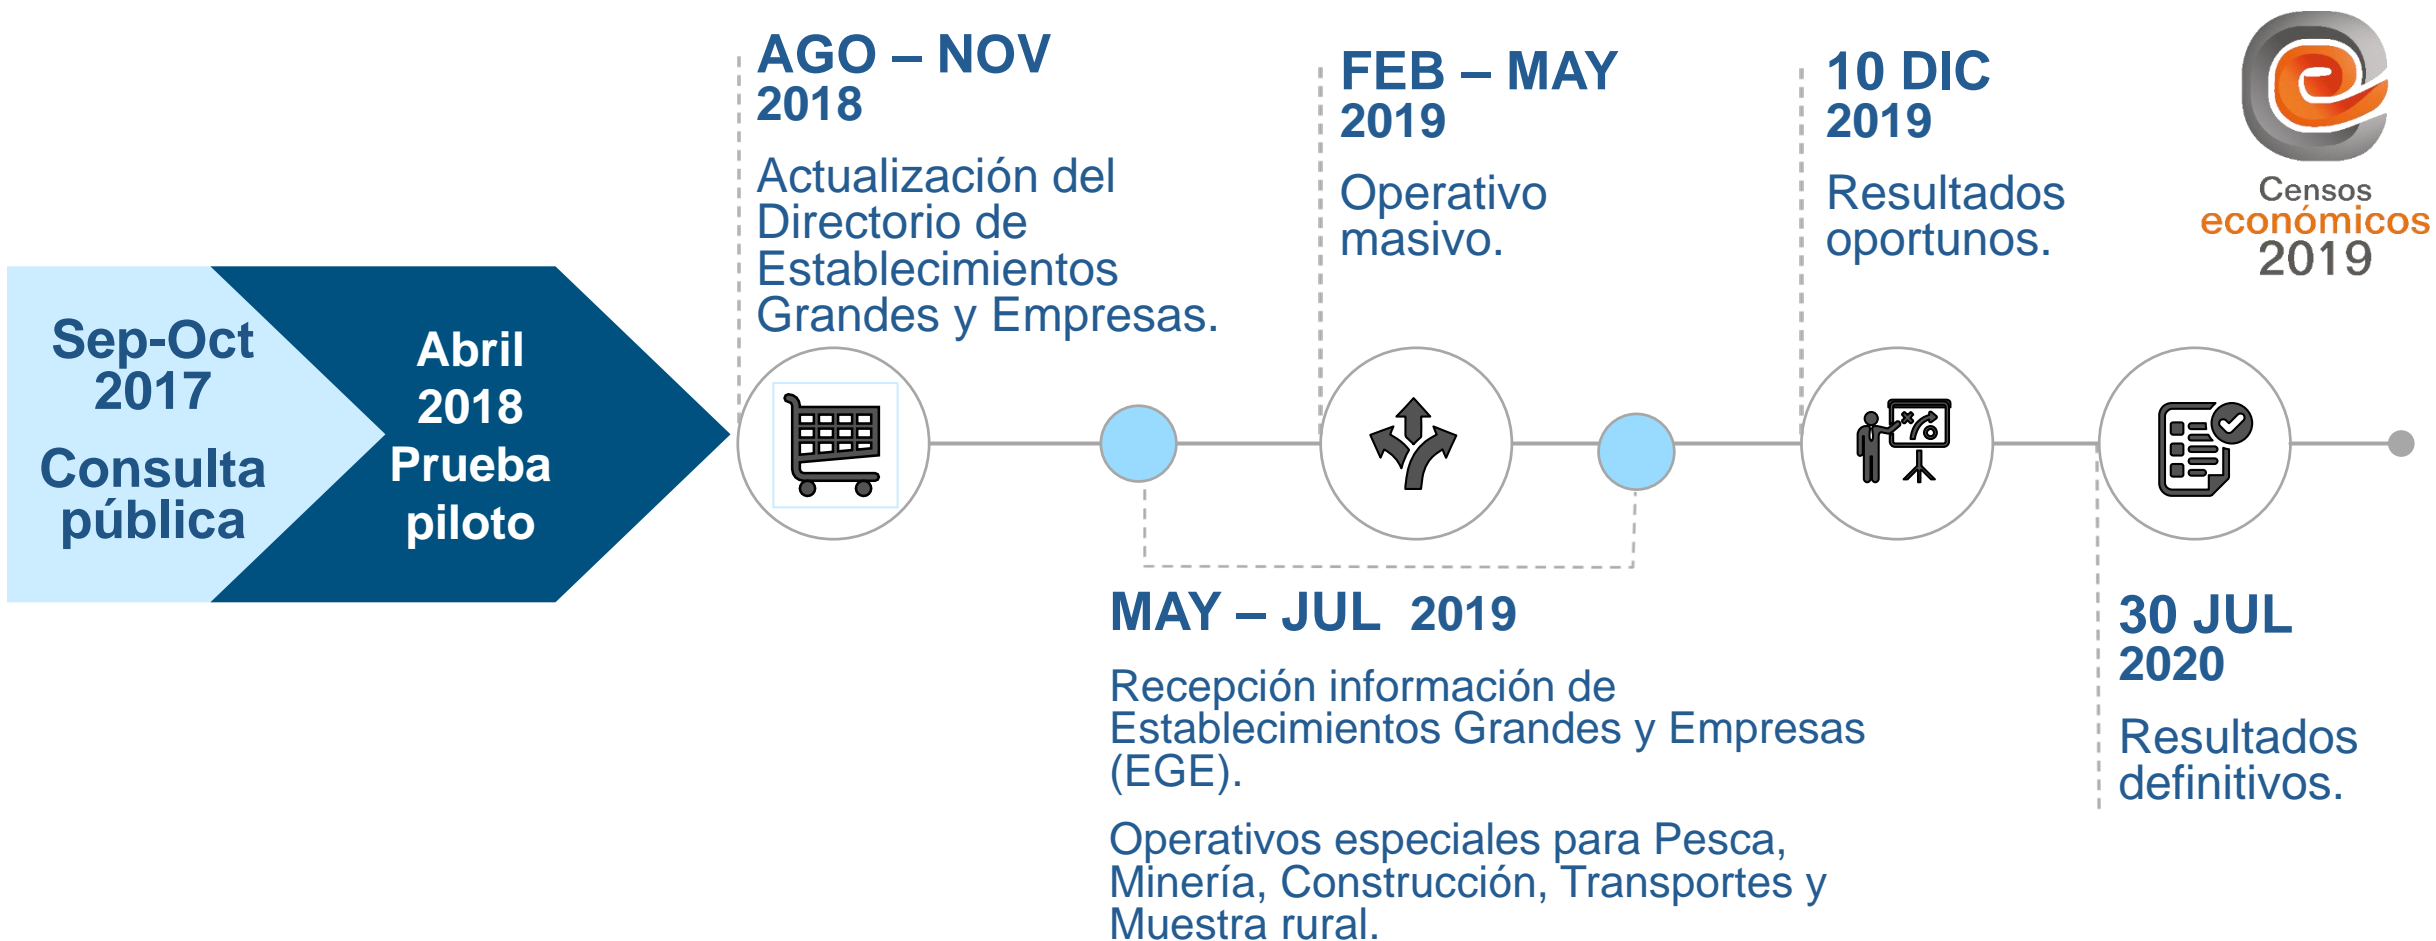 Sep-Oct
2017
Consulta
pública
Abril
2018
Prueba
piloto
AGO – NOV
2018
Actualización del
Directorio de
Establecimientos
Grandes y Empresas.
FEB – MAY
2019
Operativo
masivo.
10 DIC
2019
Resultados
oportunos.
Censos
económicos
2019
MAY – JUL 2019
Recepción información de
Establecimientos Grandes y Empresas
(EGE).
Operativos especiales para Pesca,
Minería, Construcción, Transportes y
Muestra rural.
30 JUL
2020
Resultados
definitivos.